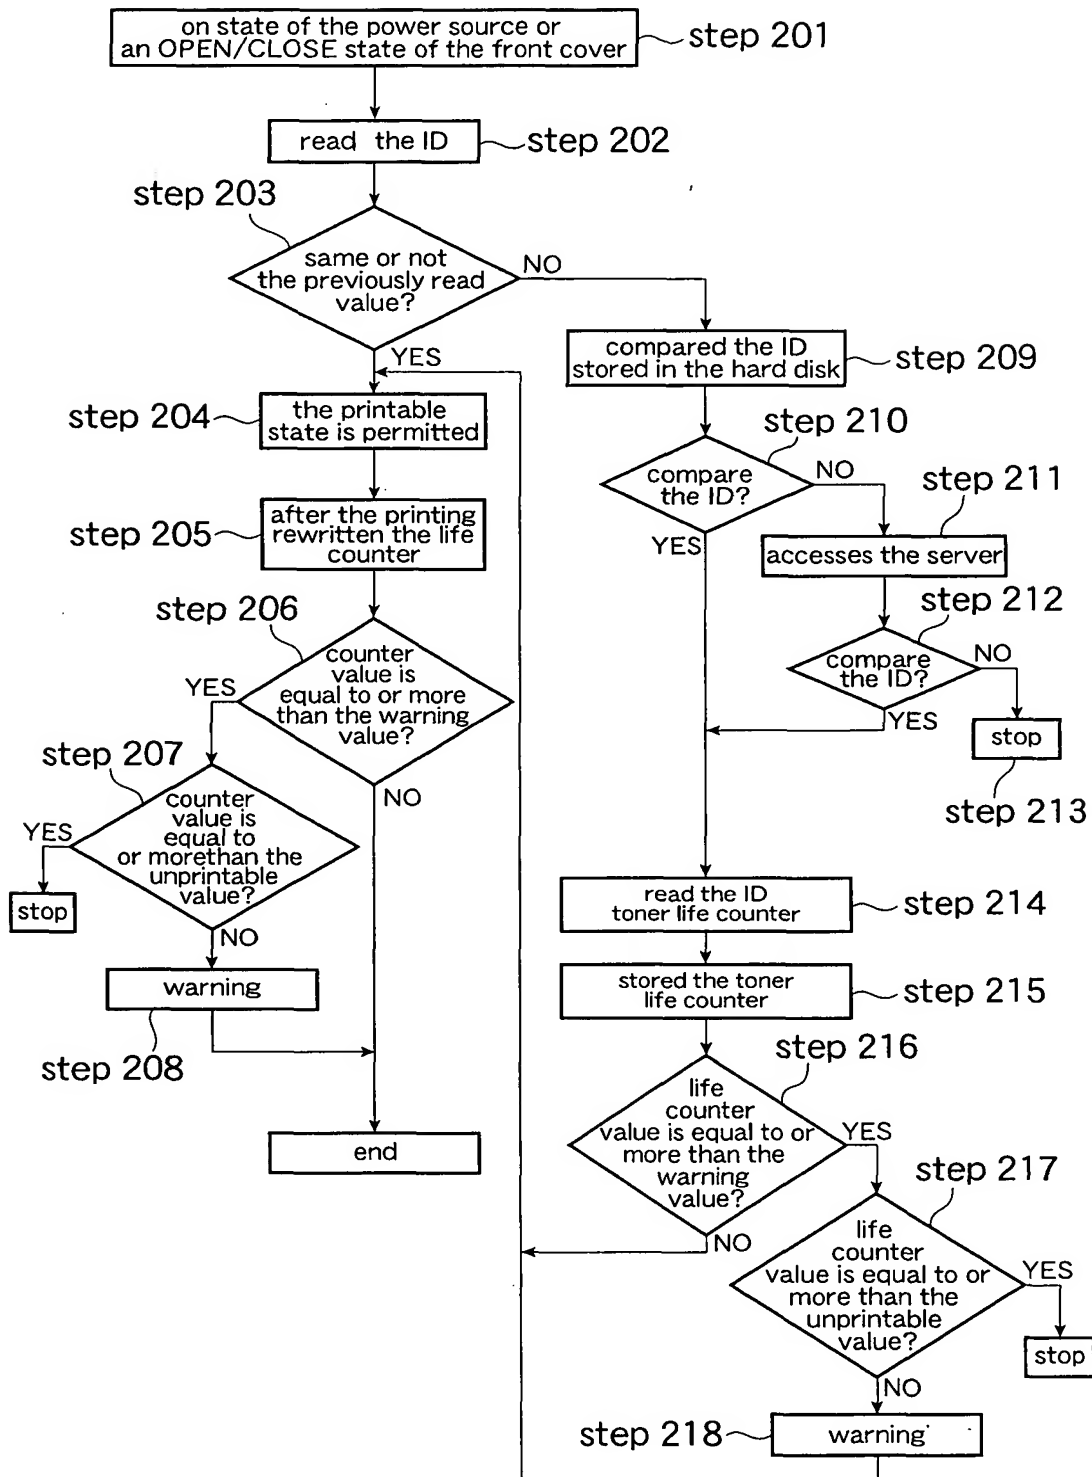 on state of the power source or
an OPEN/CLOSE state of the front cover
step 201
read the ID
step 202
step 203
same or not
the previously read
value?
NO
YES
compared the ID
stored in the hard disk
step 209
step 204
the printable
state is permitted
step 210
compare
the ID?
NO
YES
step 211
accesses the server
step 205
after the printing
rewritten the life
counter
step 212
compare
the ID?
NO
YES
stop
step 213
step 206
counter
value is
equal to or more
than the warning
value?
YES
NO
step 207
counter
value is
equal to
or morethan the
unprintable
value?
YES
stop
NO
warning
step 208
end
read the ID
toner life counter
step 214
stored the toner
life counter
step 215
step 216
life
counter
value is equal to or
more than the
warning
value?
YES
NO
step 217
life
counter
value is equal to or
more than the
unprintable
value?
YES
stop
NO
step 218
warning